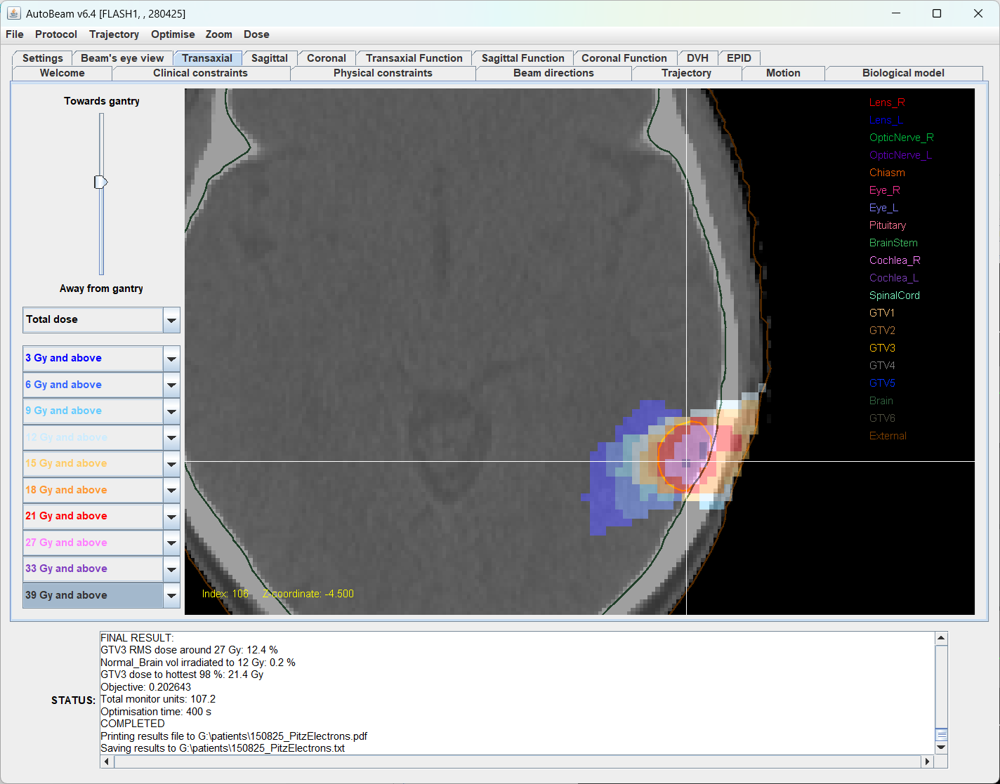 AutoBeam v6.4 [FLASH1, , 280425]
File Protocol Trajectory Optimise Zoom Dose
Settings Beam's eye view Transaxial Sagittal Coronal Transaxial Function Sagittal Function Coronal Function DVH EPID
Welcome Clinical constraints Physical constraints Beam directions Trajectory Motion Biological model
Towards gantry
Away from gantry
Total dose
3 Gy and above
6 Gy and above
9 Gy and above
12 Gy and above
15 Gy and above
18 Gy and above
21 Gy and above
27 Gy and above
33 Gy and above
39 Gy and above
Lens_R
Lens_L
OpticNerve_R
OpticNerve_L
Chiasm
Eye_R
Eye_L
Pituitary
BrainStem
Cochlea_R
Cochlea_L
SpinalCord
GTV1
GTV2
GTV3
GTV4
GTV5
Brain
GTV6
External
Index: 106 Z-coordinate: -4.500
STATUS:
FINAL RESULT:
GTV3 RMS dose around 27 Gy: 12.4 %
Normal_Brain vol irradiated to 12 Gy: 0.2 %
GTV3 dose to hottest 98 %: 21.4 Gy
Objective: 0.202643
Total monitor units: 107.2
Optimisation time: 400 s
COMPLETED
Printing results file to G:\patients\150825_PitzElectrons.pdf
Saving results to G:\patients\150825_PitzElectrons.txt